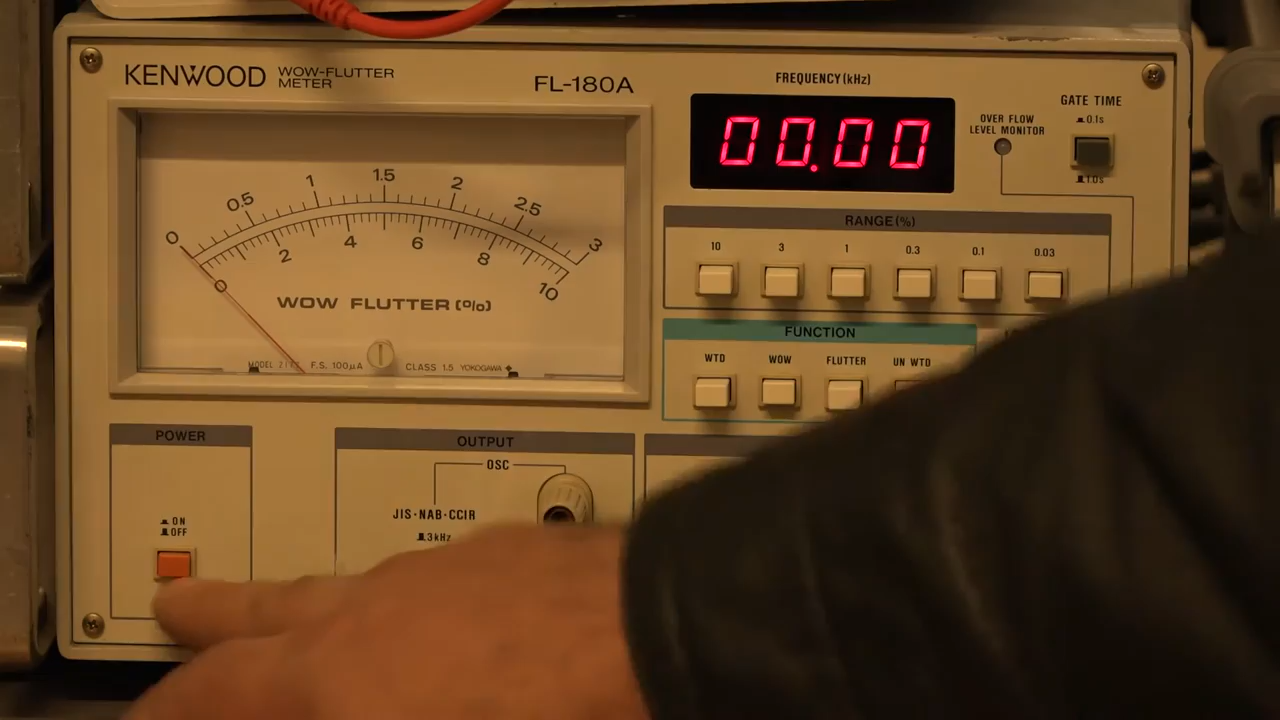 KENWOOD WOW-FLUTTER METER
FL-180A
FREQUENCY(kHz)
00.00
OVER FLOW
LEVEL MONITOR
GATE TIME
0.1s
1.0s
0 0.5 1 1.5 2 2.5 3
0 2 4 6 8 10
WOW FLUTTER (%)
F.S. 100μA
CLASS 1.5 YOKOGAWA
RANGE(%)
10 3 1 0.3 0.1 0.03
FUNCTION
WTD WOW FLUTTER UN WTD
POWER
ON
OFF
OUTPUT
OSC
JIS·NAB·CCIR
3kHz